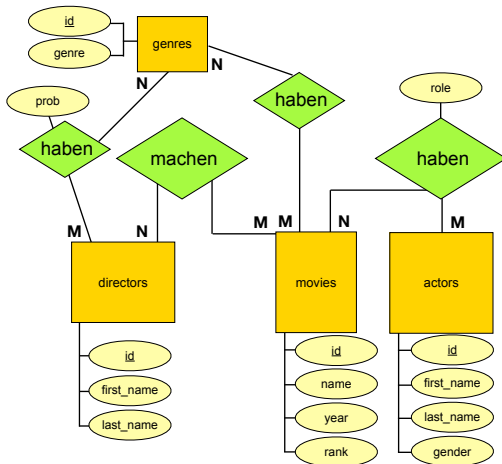 id
genres
genre
N
N
prob
role
haben
haben
machen
haben
M
N
M
M
N
M
directors
movies
actors
id
id
id
first_name
name
first_name
last_name
year
last_name
rank
gender